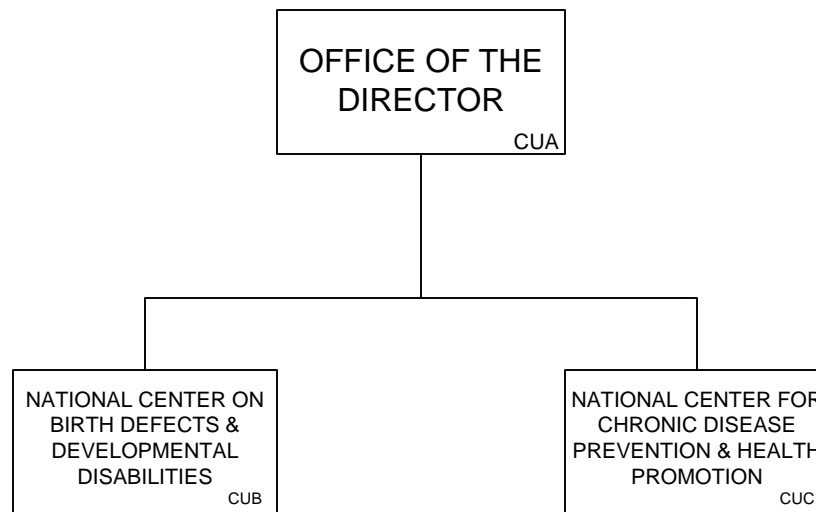 OFFICE OF THE
DIRECTOR
CUA
NATIONAL CENTER ON
BIRTH DEFECTS &
DEVELOPMENTAL
DISABILITIES
CUB
NATIONAL CENTER FOR
CHRONIC DISEASE
PREVENTION & HEALTH
PROMOTION
CUC